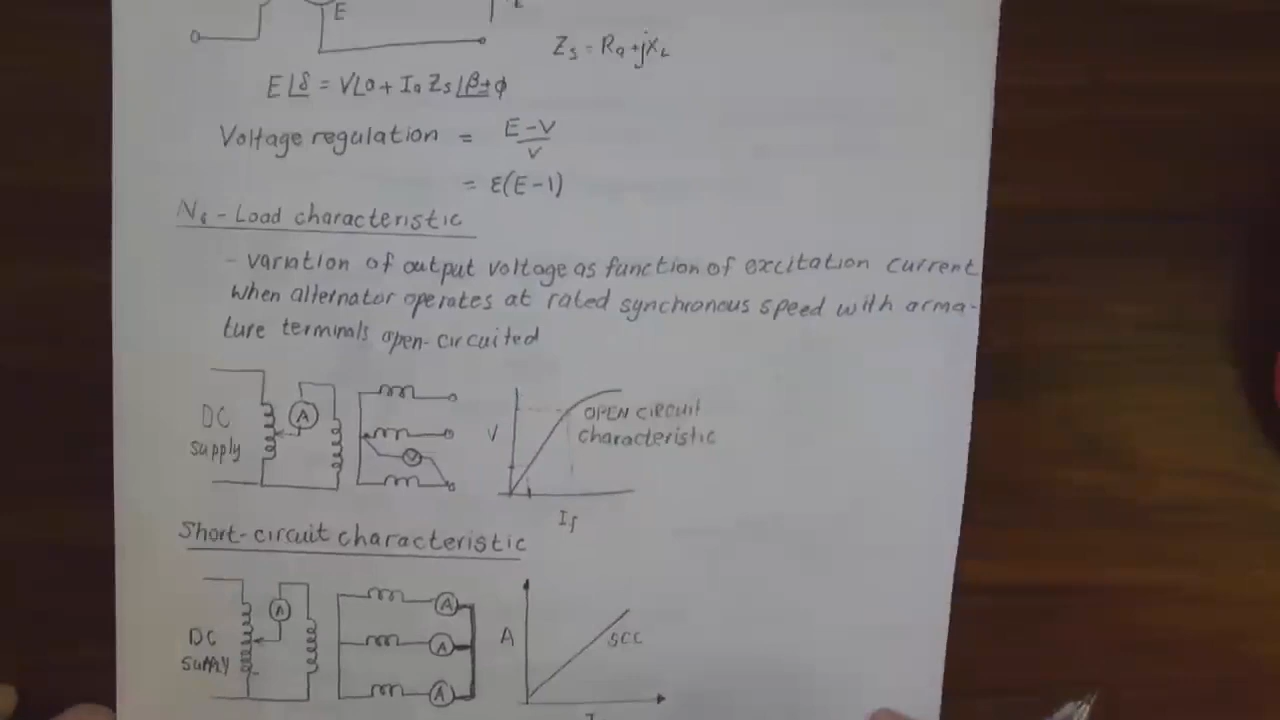 E
Zs = Ra+jXL
E∠δ = V∠0 + Ia Zs∠β±φ
Voltage regulation = E-V / V
= ε(E-1)
No-Load characteristic
- variation of output voltage as function of excitation current
when alternator operates at rated synchronous speed with arma-
ture terminals open-circuited
DC
supply
A
V
V
OPEN CIRCUIT
characteristic
If
Short-circuit characteristic
DC
SUPPLY
A
A
A
A
A
SCC